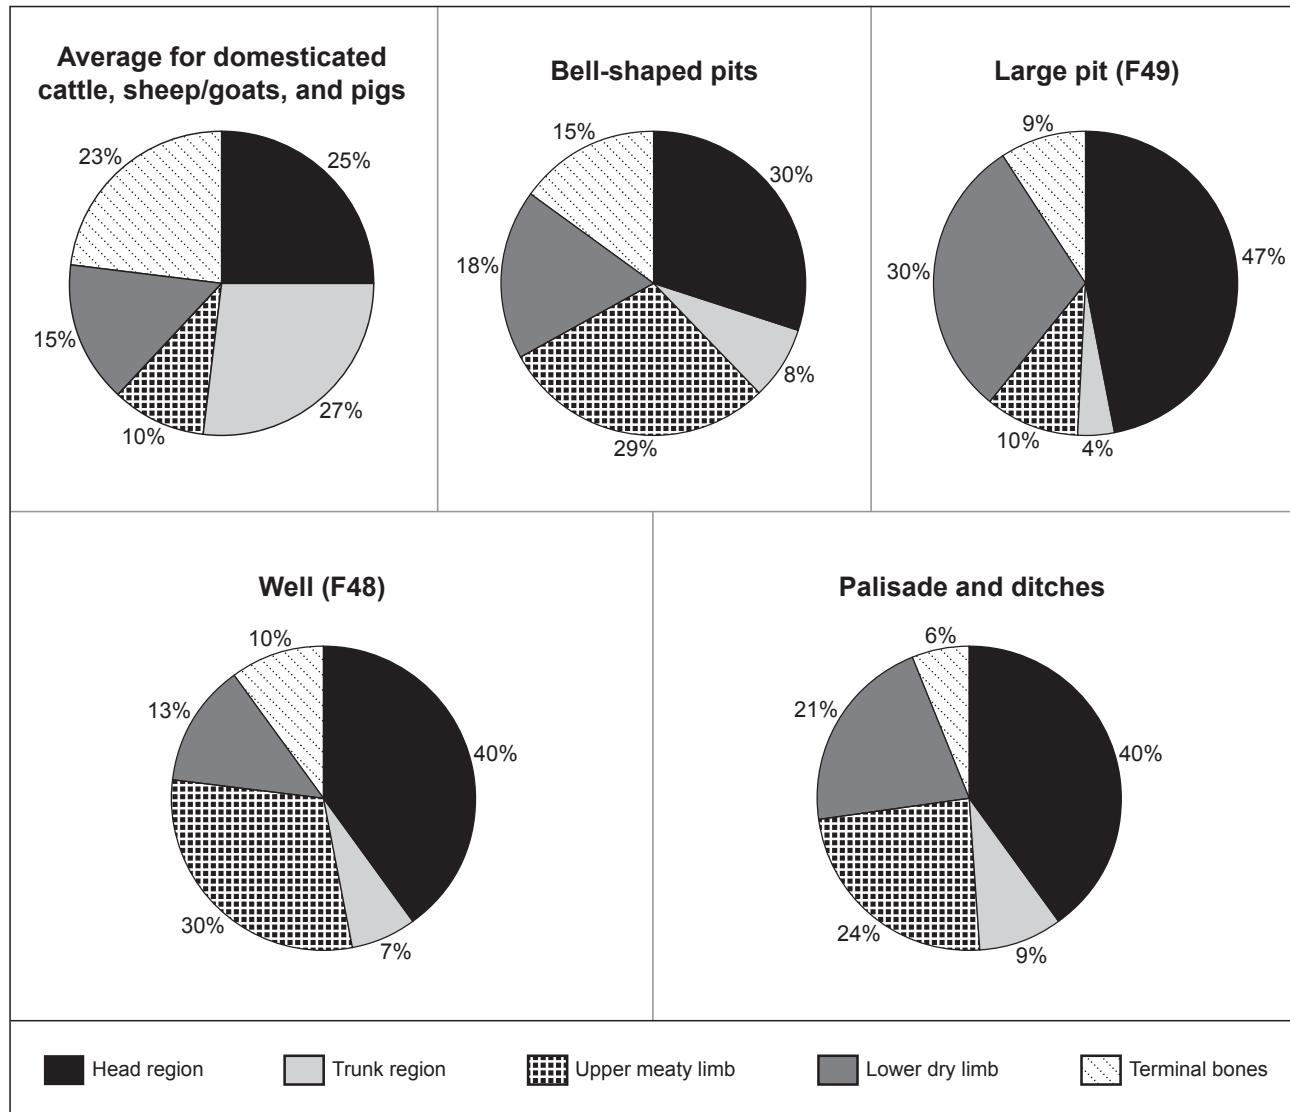 Average for domesticated
cattle, sheep/goats, and pigs
23%
25%
15%
10%
27%
Bell-shaped pits
15%
30%
18%
8%
29%
Large pit (F49)
9%
47%
30%
10%
4%
Well (F48)
10%
13%
40%
30%
7%
Palisade and ditches
6%
21%
40%
24%
9%
Head region
Trunk region
Upper meaty limb
Lower dry limb
Terminal bones